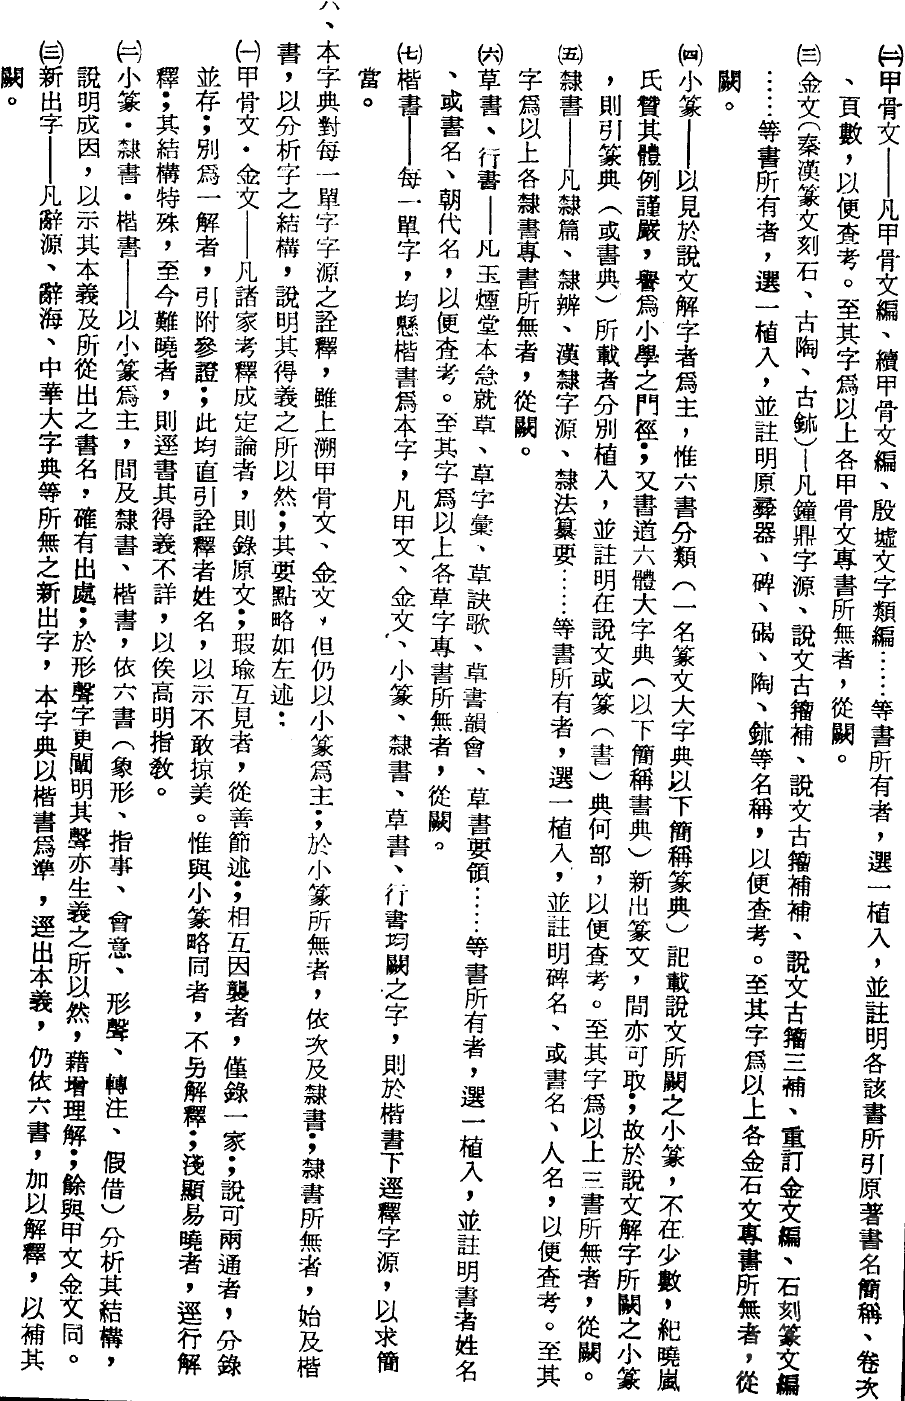 ㈡甲骨文——凡甲骨文編、續甲骨文編、殷墟文字類編……等書所有者，選一植入，並註明各該書所引原著書名簡稱、卷次
、頁數，以便查考。至其字爲以上各甲骨文專書所無者，從闕。
㈢金文（秦漢篆文刻石、古陶、古鉥）—凡鐘鼎字源、說文古籀補、說文古籀補補、說文古籀三補、重訂金文編、石刻篆文編
……等書所有者，選一植入，並註明原彝器、碑、碣、陶、鉥等名稱，以便查考。至其字爲以上各金石文專書所無者，從
闕。
㈣小篆——以見於說文解字者爲主，惟六書分類（一名篆文大字典以下簡稱篆典）記載說文所闕之小篆，不在少數，紀曉嵐
氏贊其體例謹嚴，譽爲小學之門徑；又書道六體大字典（以下簡稱書典）新出篆文，間亦可取；故於說文解字所闕之小篆
，則引篆典（或書典）所載者分別植入，並註明在說文或篆（書）典何部，以便查考。至其字爲以上三書所無者，從闕。
㈤隸書——凡隸篇、隸辨、漢隸字源、隸法纂要……等書所有者，選一植入，並註明碑名、或書名、人名，以便查考。至其
字爲以上各隸書專書所無者，從闕。
㈥草書、行書——凡玉煙堂本急就草、草字彙、草訣歌、草書韻會、草書要領……等書所有者，選一植入，並註明書者姓名
、或書名、朝代名，以便查考。至其字爲以上各草字專書所無者，從闕。
㈦楷書——每一單字，均懸楷書爲本字，凡甲文、金文、小篆、隸書、草書、行書均闕之字，則於楷書下逕釋字源，以求簡
當。
六、本字典對每一單字字源之詮釋，雖上溯甲骨文、金文，但仍以小篆爲主；於小篆所無者，依次及隸書；隸書所無者，始及楷
書，以分析字之結構，說明其得義之所以然；其要點略如左述：
㈠甲骨文·金文——凡諸家考釋成定論者，則錄原文；瑕瑜互見者，從善節述；相互因襲者，僅錄一家；說可兩通者，分錄
並存；別爲一解者，引附參證；此均直引詮釋者姓名，以示不敢掠美。惟與小篆略同者，不另解釋；淺顯易曉者，逕行解
釋；其結構特殊，至今難曉者，則逕書其得義不詳，以俟高明指教。
㈡小篆·隸書·楷書——以小篆爲主，間及隸書、楷書，依六書（象形、指事、會意、形聲、轉注、假借）分析其結構，
說明成因，以示其本義及所從出之書名，確有出處；於形聲字更闡明其聲亦生義之所以然，藉增理解；餘與甲文金文同。
㈢新出字——凡辭源、辭海、中華大字典等所無之新出字，本字典以楷書爲準，逕出本義，仍依六書，加以解釋，以補其
闕。